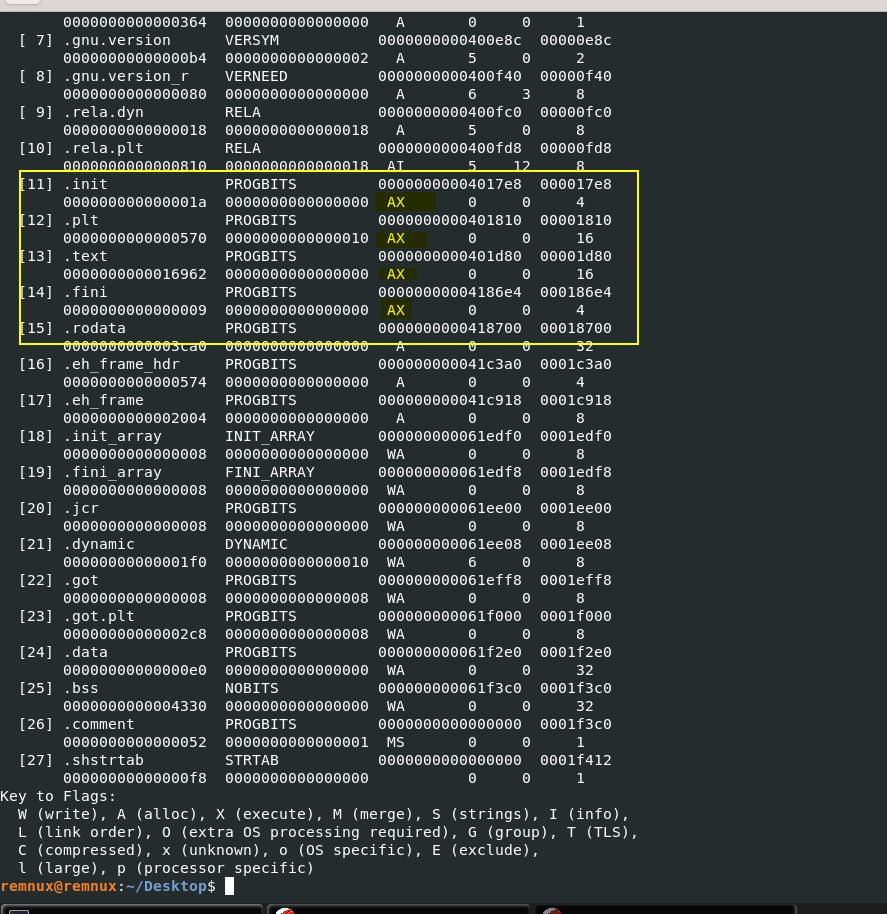 0000000000000364  0000000000000000   A       0     0     1
  [ 7] .gnu.version      VERSYM           0000000000400e8c  00000e8c
       00000000000000b4  0000000000000002   A       5     0     2
  [ 8] .gnu.version_r    VERNEED          0000000000400f40  00000f40
       0000000000000080  0000000000000000   A       6     3     8
  [ 9] .rela.dyn         RELA             0000000000400fc0  00000fc0
       0000000000000018  0000000000000018   A       5     0     8
  [10] .rela.plt         RELA             0000000000400fd8  00000fd8
       0000000000000810  0000000000000018  AI       5    12     8
  [11] .init             PROGBITS         00000000004017e8  000017e8
       000000000000001a  0000000000000000  AX       0     0     4
  [12] .plt              PROGBITS         0000000000401810  00001810
       0000000000000570  0000000000000010  AX       0     0     16
  [13] .text             PROGBITS         0000000000401d80  00001d80
       0000000000016962  0000000000000000  AX       0     0     16
  [14] .fini             PROGBITS         00000000004186e4  000186e4
       0000000000000009  0000000000000000  AX       0     0     4
  [15] .rodata           PROGBITS         0000000000418700  00018700
       0000000000003ca0  0000000000000000   A       0     0     32
  [16] .eh_frame_hdr     PROGBITS         000000000041c3a0  0001c3a0
       0000000000000574  0000000000000000   A       0     0     4
  [17] .eh_frame         PROGBITS         000000000041c918  0001c918
       0000000000002004  0000000000000000   A       0     0     8
  [18] .init_array       INIT_ARRAY       000000000061edf0  0001edf0
       0000000000000008  0000000000000000  WA       0     0     8
  [19] .fini_array       FINI_ARRAY       000000000061edf8  0001edf8
       0000000000000008  0000000000000000  WA       0     0     8
  [20] .jcr              PROGBITS         000000000061ee00  0001ee00
       0000000000000008  0000000000000000  WA       0     0     8
  [21] .dynamic          DYNAMIC          000000000061ee08  0001ee08
       00000000000001f0  0000000000000010  WA       6     0     8
  [22] .got              PROGBITS         000000000061eff8  0001eff8
       0000000000000008  0000000000000008  WA       0     0     8
  [23] .got.plt          PROGBITS         000000000061f000  0001f000
       00000000000002c8  0000000000000008  WA       0     0     8
  [24] .data             PROGBITS         000000000061f2e0  0001f2e0
       00000000000000e0  0000000000000000  WA       0     0     32
  [25] .bss              NOBITS           000000000061f3c0  0001f3c0
       0000000000004330  0000000000000000  WA       0     0     32
  [26] .comment          PROGBITS         0000000000000000  0001f3c0
       0000000000000052  0000000000000001  MS       0     0     1
  [27] .shstrtab         STRTAB           0000000000000000  0001f412
       00000000000000f8  0000000000000000           0     0     1
Key to Flags:
  W (write), A (alloc), X (execute), M (merge), S (strings), I (info),
  L (link order), O (extra OS processing required), G (group), T (TLS),
  C (compressed), x (unknown), o (OS specific), E (exclude),
  l (large), p (processor specific)
remnux@remnux:~/Desktop$